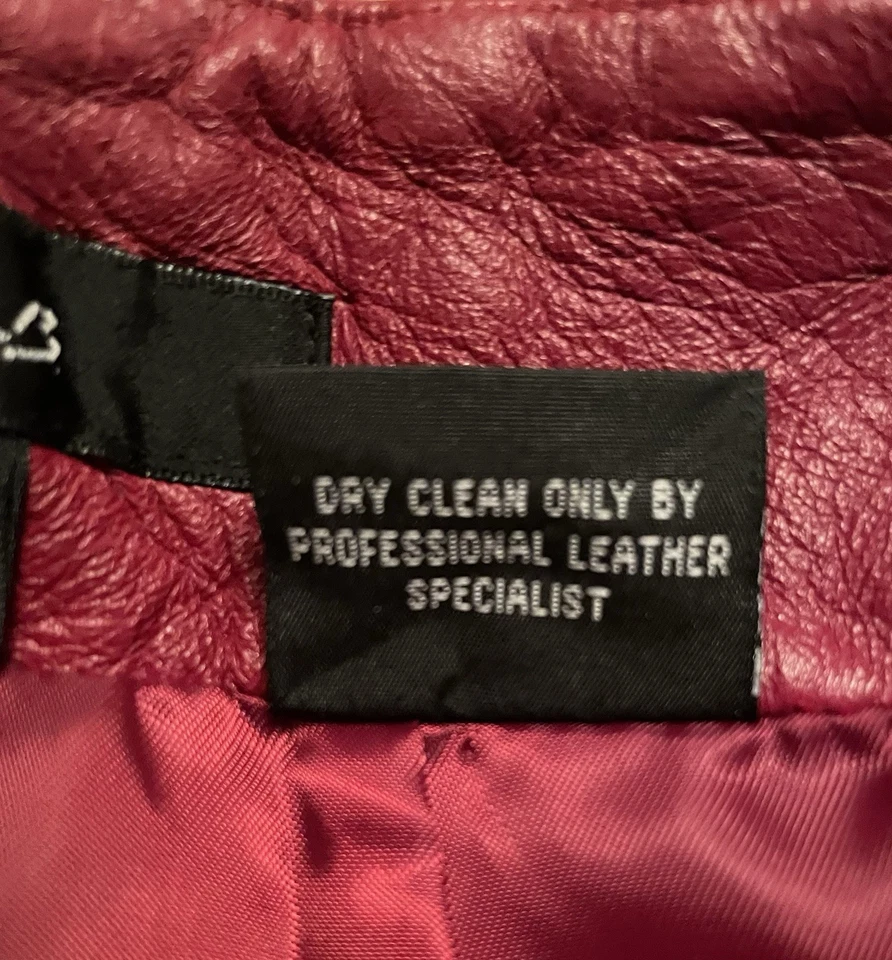 DRY CLEAN ONLY BY
PROFESSIONAL LEATHER
SPECIALIST